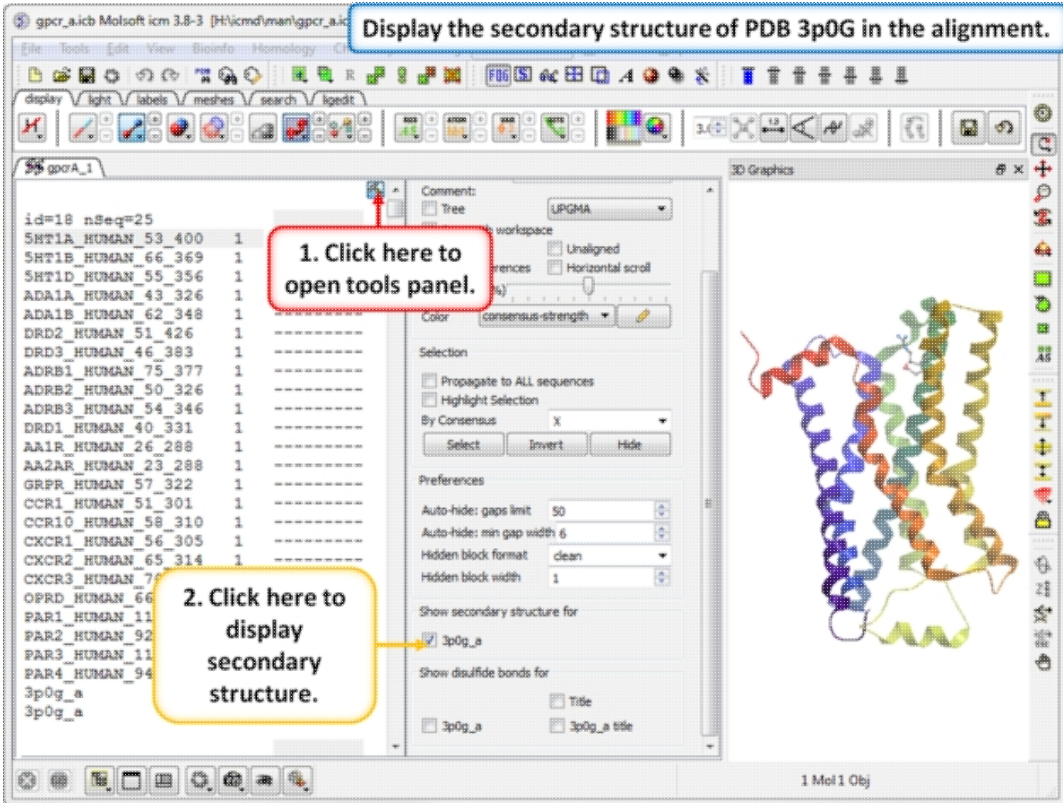 gpcr_a.icb Molsoft icm 3.8-3 [H:\icmd\man\gpcr_a.ic
Display the secondary structure of PDB 3p0G in the alignment.
File Tools Edit View Bioinfo Homology
display light labels meshes search ligedit
gpcrA_1
3D Graphics
id=18 nSeq=25
5HT1A_HUMAN_53_400 1
5HT1B_HUMAN_66_369 1 ---------
5HT1D_HUMAN_55_356 1
ADA1A_HUMAN_43_326 1
ADA1B_HUMAN_62_348 1 ---------
DRD2_HUMAN_51_426 1 ---------
DRD3_HUMAN_46_383 1 ---------
ADRB1_HUMAN_75_377 1 ---------
ADRB2_HUMAN_50_326 1 ---------
ADRB3_HUMAN_54_346 1 ---------
DRD1_HUMAN_40_331 1 ---------
AA1R_HUMAN_26_288 1 ---------
AA2AR_HUMAN_23_288 1 ---------
GRPR_HUMAN_57_322 1 ---------
CCR1_HUMAN_51_301 1 ---------
CCR10_HUMAN_58_310 1 ---------
CXCR1_HUMAN_56_305 1 ---------
CXCR2_HUMAN_65_314 1 ---------
CXCR3_HUMAN
OPRD_HUMAN_66
PAR1_HUMAN_11
PAR2_HUMAN_92
PAR3_HUMAN_11
PAR4_HUMAN_94
3p0g_a
3p0g_a
1. Click here to
open tools panel.
2. Click here to
display
secondary
structure.
Comment:
Tree UPGMA
workspace
Unaligned
Horizontal scroll
Color consensus-strength
Selection
Propagate to ALL sequences
Highlight Selection
By Consensus X
Select Invert Hide
Preferences
Auto-hide: gaps limit 50
Auto-hide: min gap width 6
Hidden block format clean
Hidden block width 1
Show secondary structure for
3p0g_a
Show disulfide bonds for
Title
3p0g_a 3p0g_a title
1 Mol 1 Obj